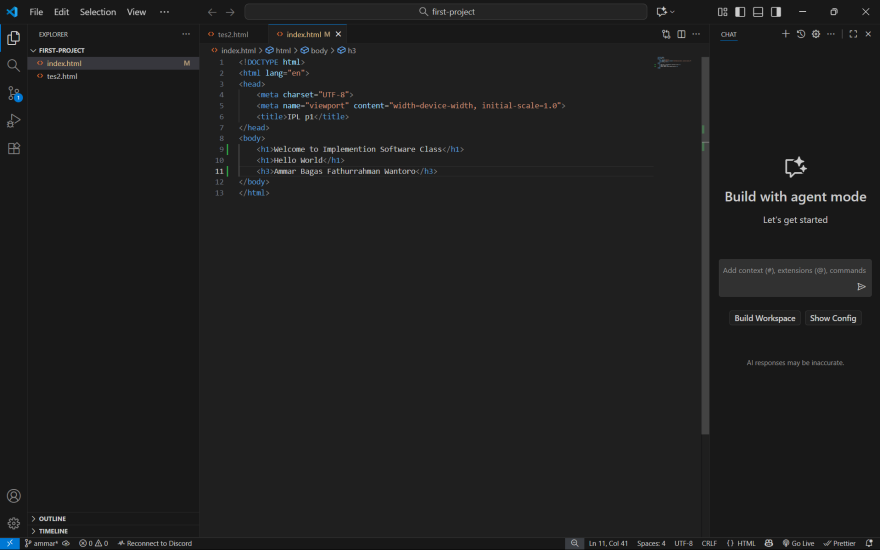 File Edit Selection View ··· first-project
EXPLORER ···
FIRST-PROJECT
index.html M
tes2.html
OUTLINE
TIMELINE
tes2.html index.html M
index.html > html > body > h3
1 <!DOCTYPE html>
2 <html lang="en">
3 <head>
4 <meta charset="UTF-8">
5 <meta name="viewport" content="width=device-width, initial-scale=1.0">
6 <title>IPL p1</title>
7 </head>
8 <body>
9 <h1>Welcome to Implemention Software Class</h1>
10 <h1>Hello World</h1>
11 <h3>Ammar Bagas Fathurrahman Wantoro</h3>
12 </body>
13 </html>
CHAT
Build with agent mode
Let's get started
Add context (#), extensions (@), commands
Build Workspace Show Config
AI responses may be inaccurate.
1
ammar* 0 0 Reconnect to Discord Ln 11, Col 41 Spaces: 4 UTF-8 CRLF {} HTML Go Live Prettier